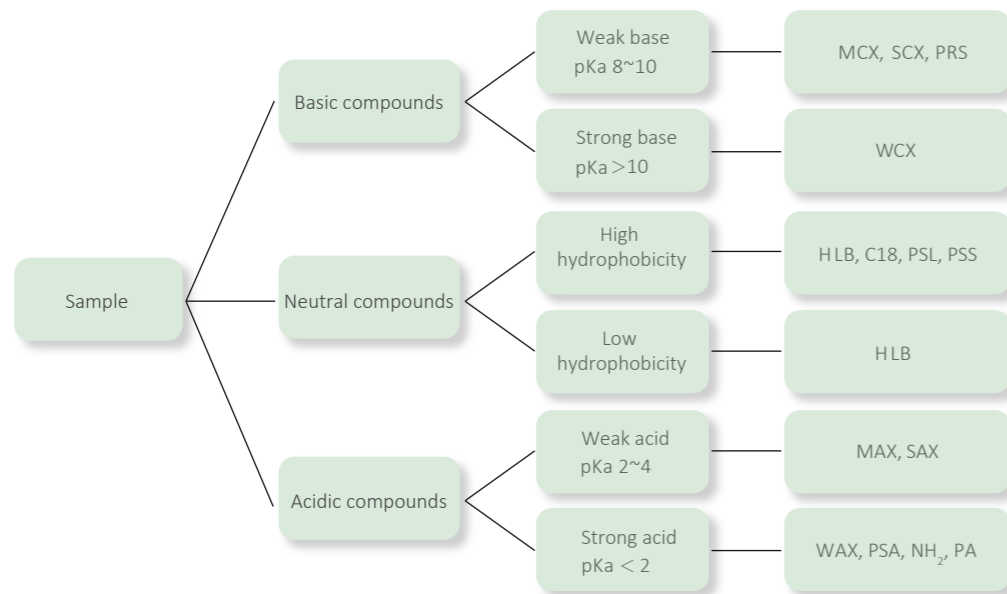 Sample
Basic compounds
Weak base
pKa 8~10
MCX, SCX, PRS
Strong base
pKa >10
WCX
Neutral compounds
High
hydrophobicity
HLB, C18, PSL, PSS
Low
hydrophobicity
HLB
Acidic compounds
Weak acid
pKa 2~4
MAX, SAX
Strong acid
pKa < 2
WAX, PSA, NH₂, PA